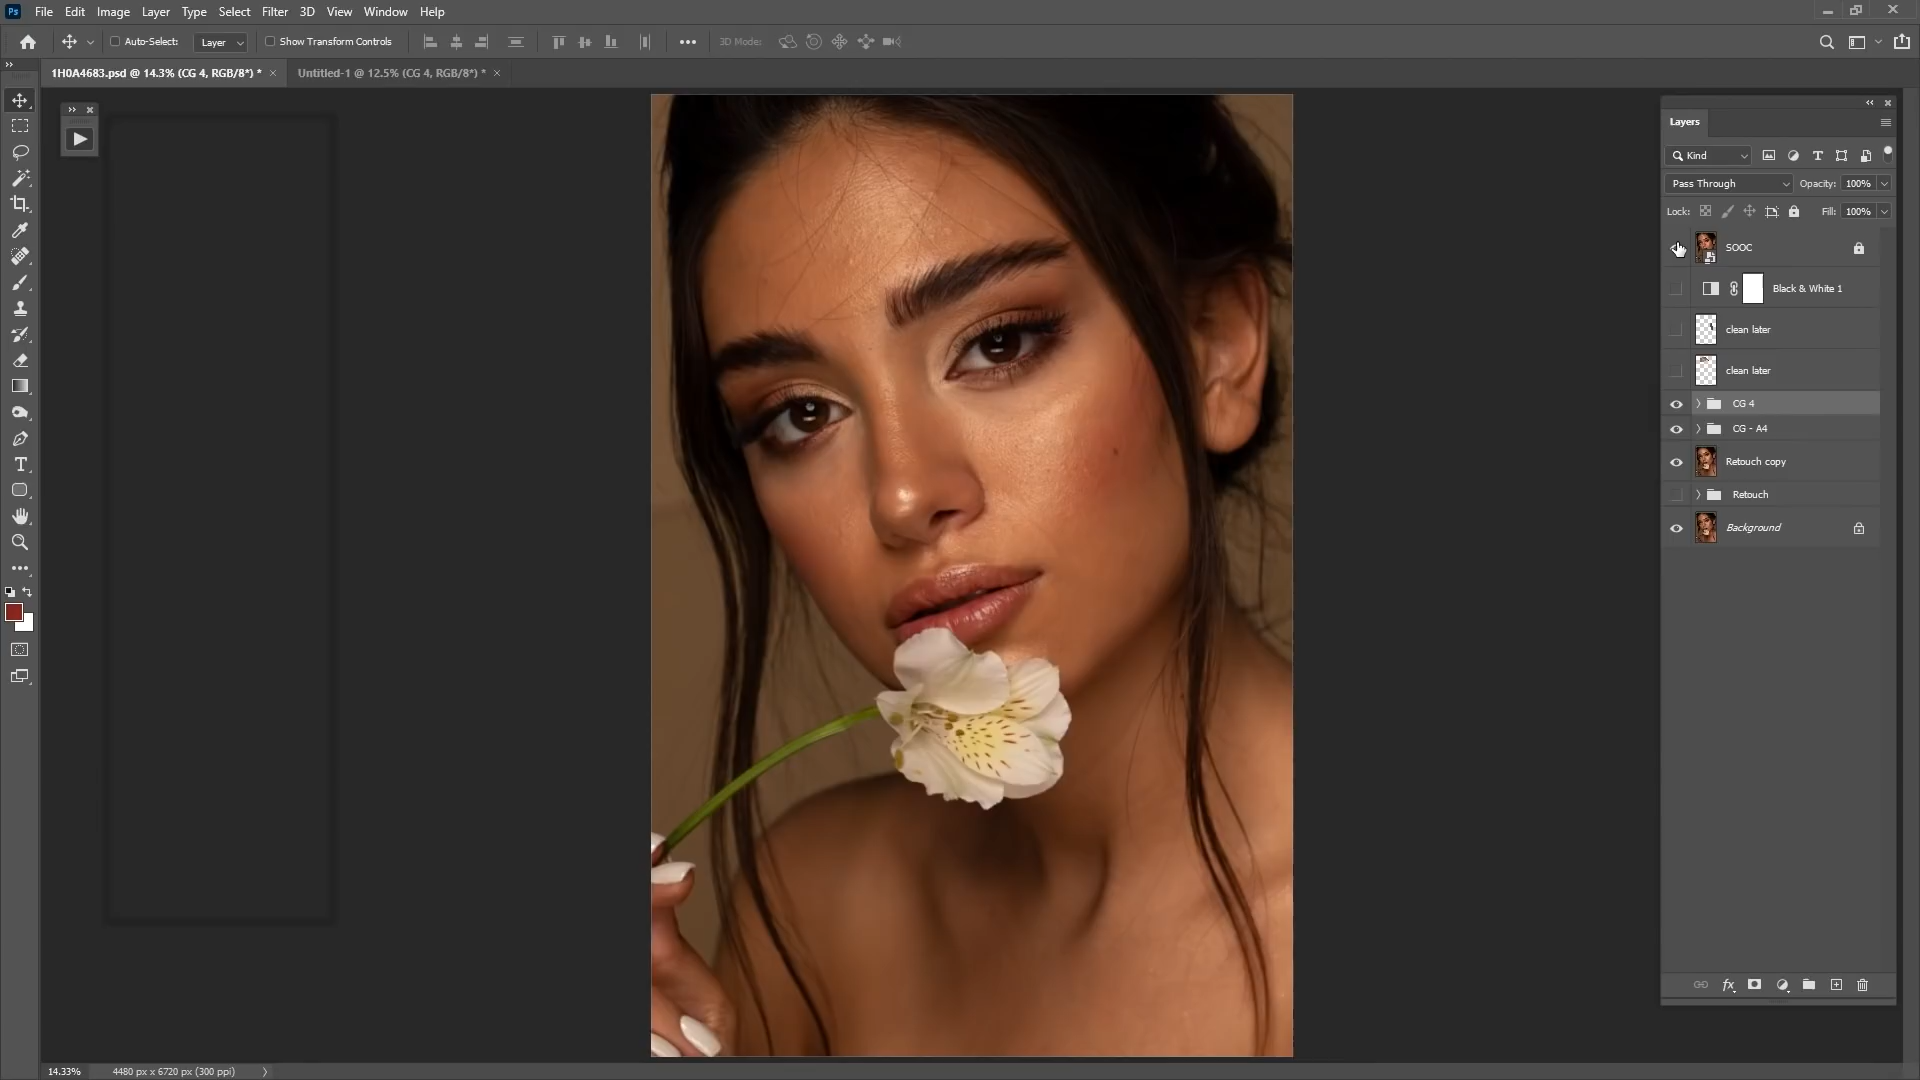 Ps File Edit Image Layer Type Select Filter 3D View Window Help
Auto-Select: Layer Show Transform Controls 3D Mode:
1H0A4683.psd @ 14.3% (CG 4, RGB/8*) * Untitled-1 @ 12.5% (CG 4, RGB/8*) *
Layers
Kind
Pass Through Opacity: 100%
Lock: Fill: 100%
SOOC
Black & White 1
clean later
clean later
CG 4
CG - A4
Retouch copy
Retouch
Background
14.33% 4480 px x 6720 px (300 ppi)